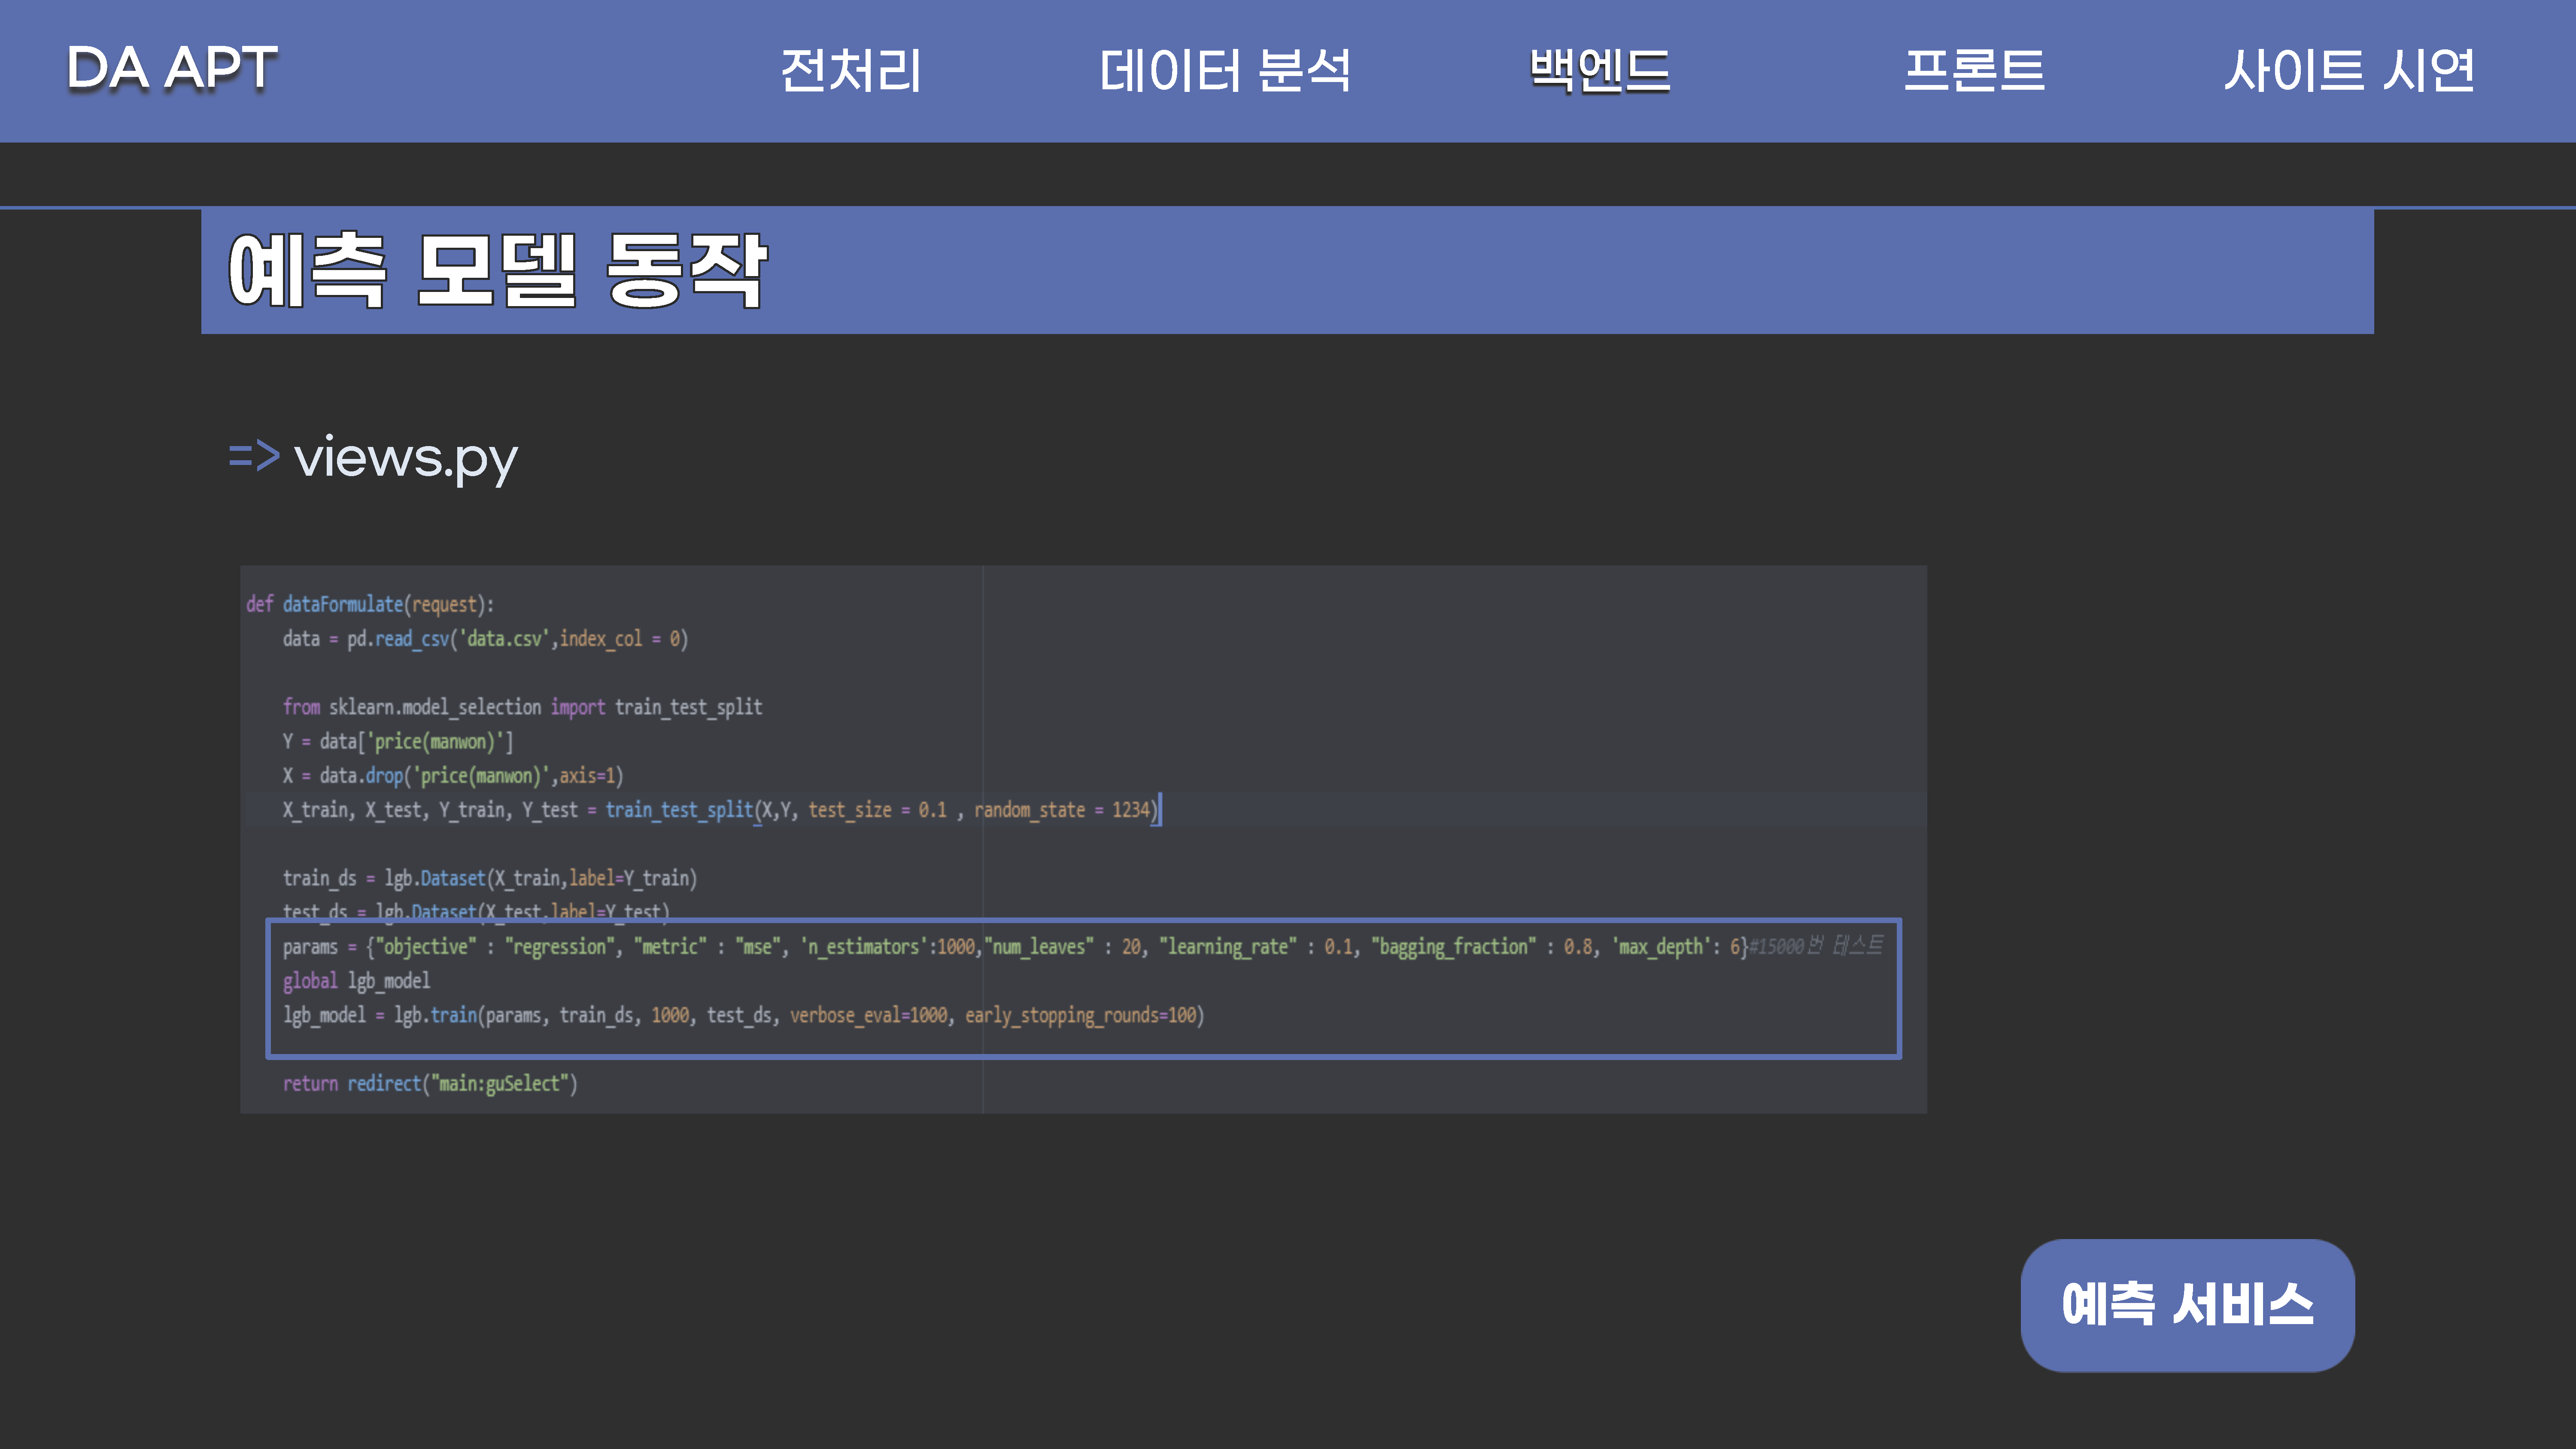 DA APT 전처리 데이터 분석 백엔드 프론트 사이트 시연
예측 모델 동작
=> views.py
def dataFormulate(request):
data = pd.read_csv('data.csv',index_col = 0)
from sklearn.model_selection import train_test_split
Y = data['price(manwon)']
X = data.drop('price(manwon)',axis=1)
X_train, X_test, Y_train, Y_test = train_test_split(X,Y, test_size = 0.1 , random_state = 1234)
train_ds = lgb.Dataset(X_train,label=Y_train)
test_ds = lgb.Dataset(X_test,label=Y_test)
params = {"objective" : "regression", "metric" : "mse", 'n_estimators':1000,"num_leaves" : 20, "learning_rate" : 0.1, "bagging_fraction" : 0.8, 'max_depth': 6}#15000번 테스트
global lgb_model
lgb_model = lgb.train(params, train_ds, 1000, test_ds, verbose_eval=1000, early_stopping_rounds=100)
return redirect("main:guSelect")
예측 서비스